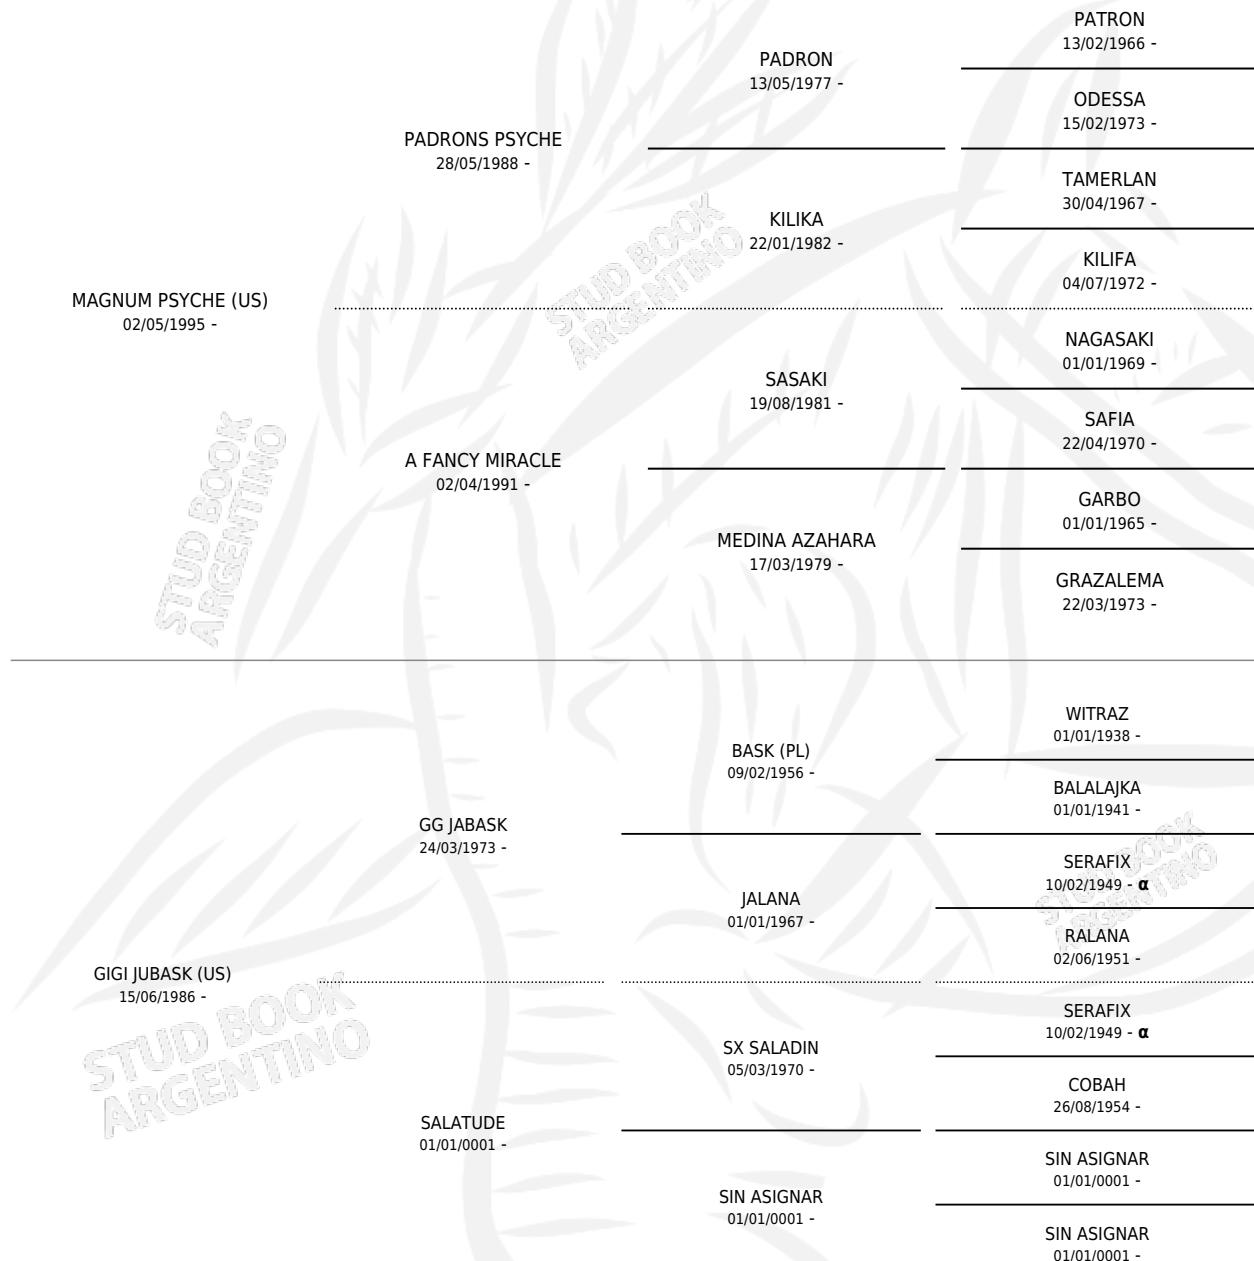 PATRON
13/02/1966 -
PADRON
13/05/1977 -
ODESSA
15/02/1973 -
PADRONS PSYCHE
28/05/1988 -
TAMERLAN
30/04/1967 -
KILIKA
22/01/1982 -
KILIFA
04/07/1972 -
MAGNUM PSYCHE (US)
02/05/1995 -
NAGASAKI
01/01/1969 -
SASAKI
19/08/1981 -
SAFIA
22/04/1970 -
A FANCY MIRACLE
02/04/1991 -
GARBO
01/01/1965 -
MEDINA AZAHARA
17/03/1979 -
GRAZALEMA
22/03/1973 -
WITRAZ
01/01/1938 -
BASK (PL)
09/02/1956 -
BALALAJKA
01/01/1941 -
GG JABASK
24/03/1973 -
SERAFIX
10/02/1949 - α
JALANA
01/01/1967 -
RALANA
02/06/1951 -
GIGI JUBASK (US)
15/06/1986 -
SERAFIX
10/02/1949 - α
SX SALADIN
05/03/1970 -
COBAH
26/08/1954 -
SALATUDE
01/01/0001 -
SIN ASIGNAR
01/01/0001 -
SIN ASIGNAR
01/01/0001 -
SIN ASIGNAR
01/01/0001 -
STUD BOOK
ARGENTINO
STUD BOOK
ARGENTINO
STUD BOOK
ARGENTINO
STUD BOOK
ARGENTINO